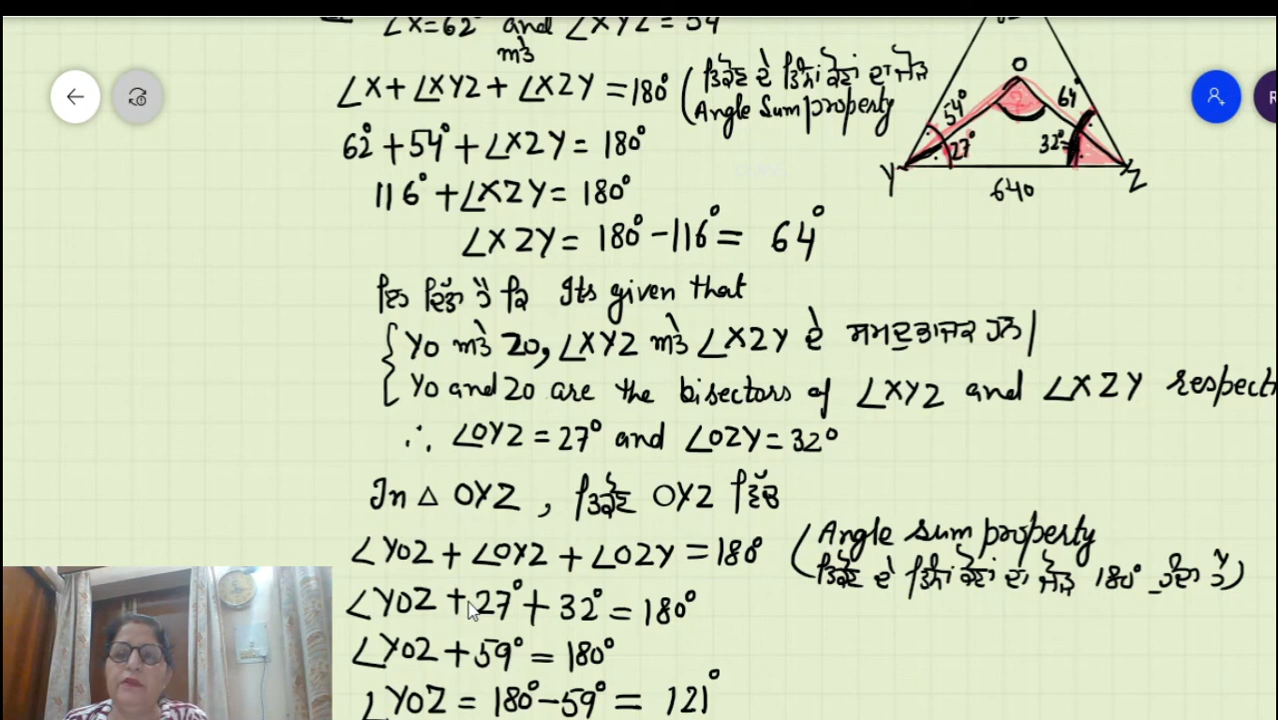 ∠X=62° and ∠XYZ = 54
ਅਤੇ
∠X + ∠XYZ + ∠XZY = 180° (ਤ੍ਰਿਕੋਣ ਦੇ ਤਿੰਨਾਂ ਕੋਣਾਂ ਦਾ ਜੋੜ
Angle Sum property
62° + 54° + ∠XZY = 180°
116° + ∠XZY = 180°
∠XZY = 180° - 116° = 64°
ਦਿੱਤਾ ਹੈ ਕਿ Its given that
{ YO ਅਤੇ ZO, ∠XYZ ਅਤੇ ∠XZY ਦੇ ਸਮਦੁਭਾਜਕ ਹਨ।
YO and ZO are the bisectors of ∠XYZ and ∠XZY respecti
∴ ∠OYZ = 27° and ∠OZY = 32°
In △ OYZ, ਤ੍ਰਿਕੋਣ OYZ ਵਿੱਚ
∠YOZ + ∠OYZ + ∠OZY = 180° (Angle sum property
ਤ੍ਰਿਕੋਣ ਦੇ ਤਿੰਨਾਂ ਕੋਣਾਂ ਦਾ ਜੋੜ 180° ਹੁੰਦਾ ਹੈ)
∠YOZ + 27° + 32° = 180°
∠YOZ + 59° = 180°
∠YOZ = 180° - 59° = 121°
O
?
54°
64°
27°
32°
Y
Z
64°
R